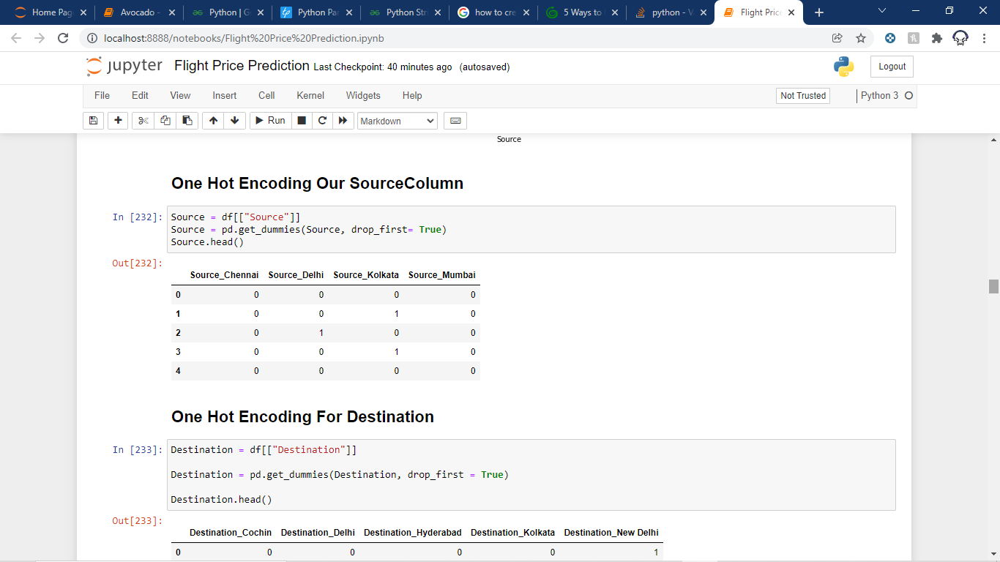 Home Pag
Avocado -
Python | G
Python Par
Python Stri
how to cre
5 Ways to
python - V
Flight Price
localhost:8888/notebooks/Flight%20Price%20Prediction.ipynb
jupyter Flight Price Prediction Last Checkpoint: 40 minutes ago (autosaved)
Logout
File Edit View Insert Cell Kernel Widgets Help
Not Trusted
Python 3
Run
Markdown
Source
One Hot Encoding Our SourceColumn
In [232]: Source = df[["Source"]]
Source = pd.get_dummies(Source, drop_first= True)
Source.head()
Out[232]:
Source_Chennai Source_Delhi Source_Kolkata Source_Mumbai
0 0 0 0 0
1 0 0 1 0
2 0 1 0 0
3 0 0 1 0
4 0 0 0 0
One Hot Encoding For Destination
In [233]: Destination = df[["Destination"]]
Destination = pd.get_dummies(Destination, drop_first = True)
Destination.head()
Out[233]:
Destination_Cochin Destination_Delhi Destination_Hyderabad Destination_Kolkata Destination_New Delhi
0 0 0 0 0 1